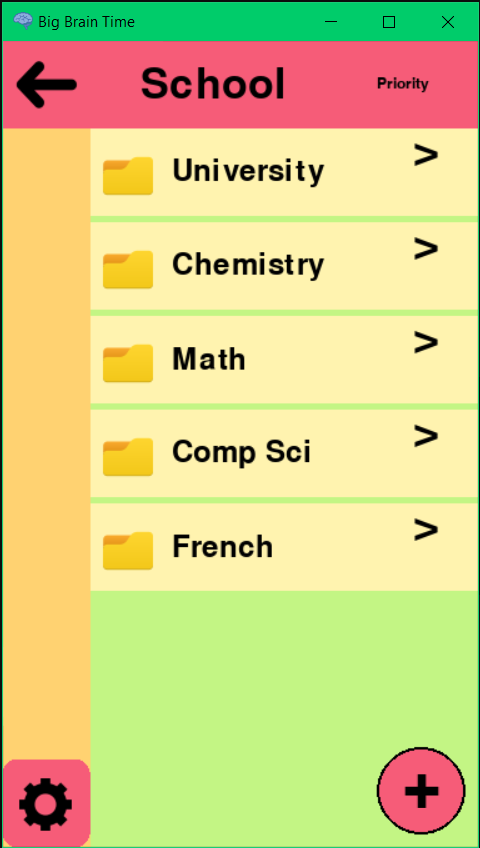 Big Brain Time
School
Priority
University >
Chemistry >
Math >
Comp Sci >
French >
+